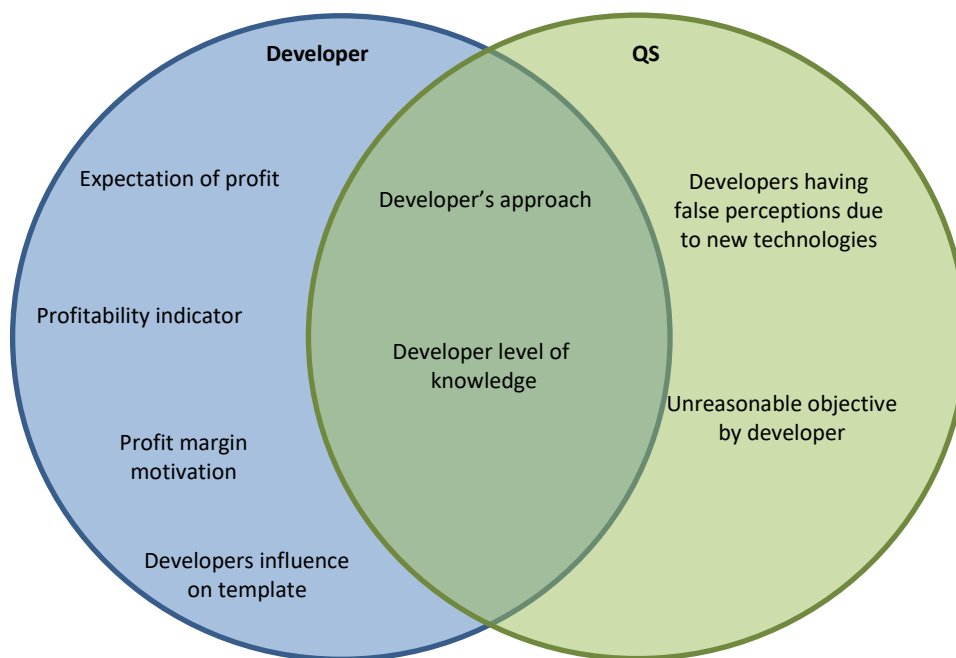 Developer
QS
Expectation of profit
Developer’s approach
Developers having
false perceptions due
to new technologies
Profitability indicator
Developer level of
knowledge
Unreasonable objective
by developer
Profit margin
motivation
Developers influence
on template